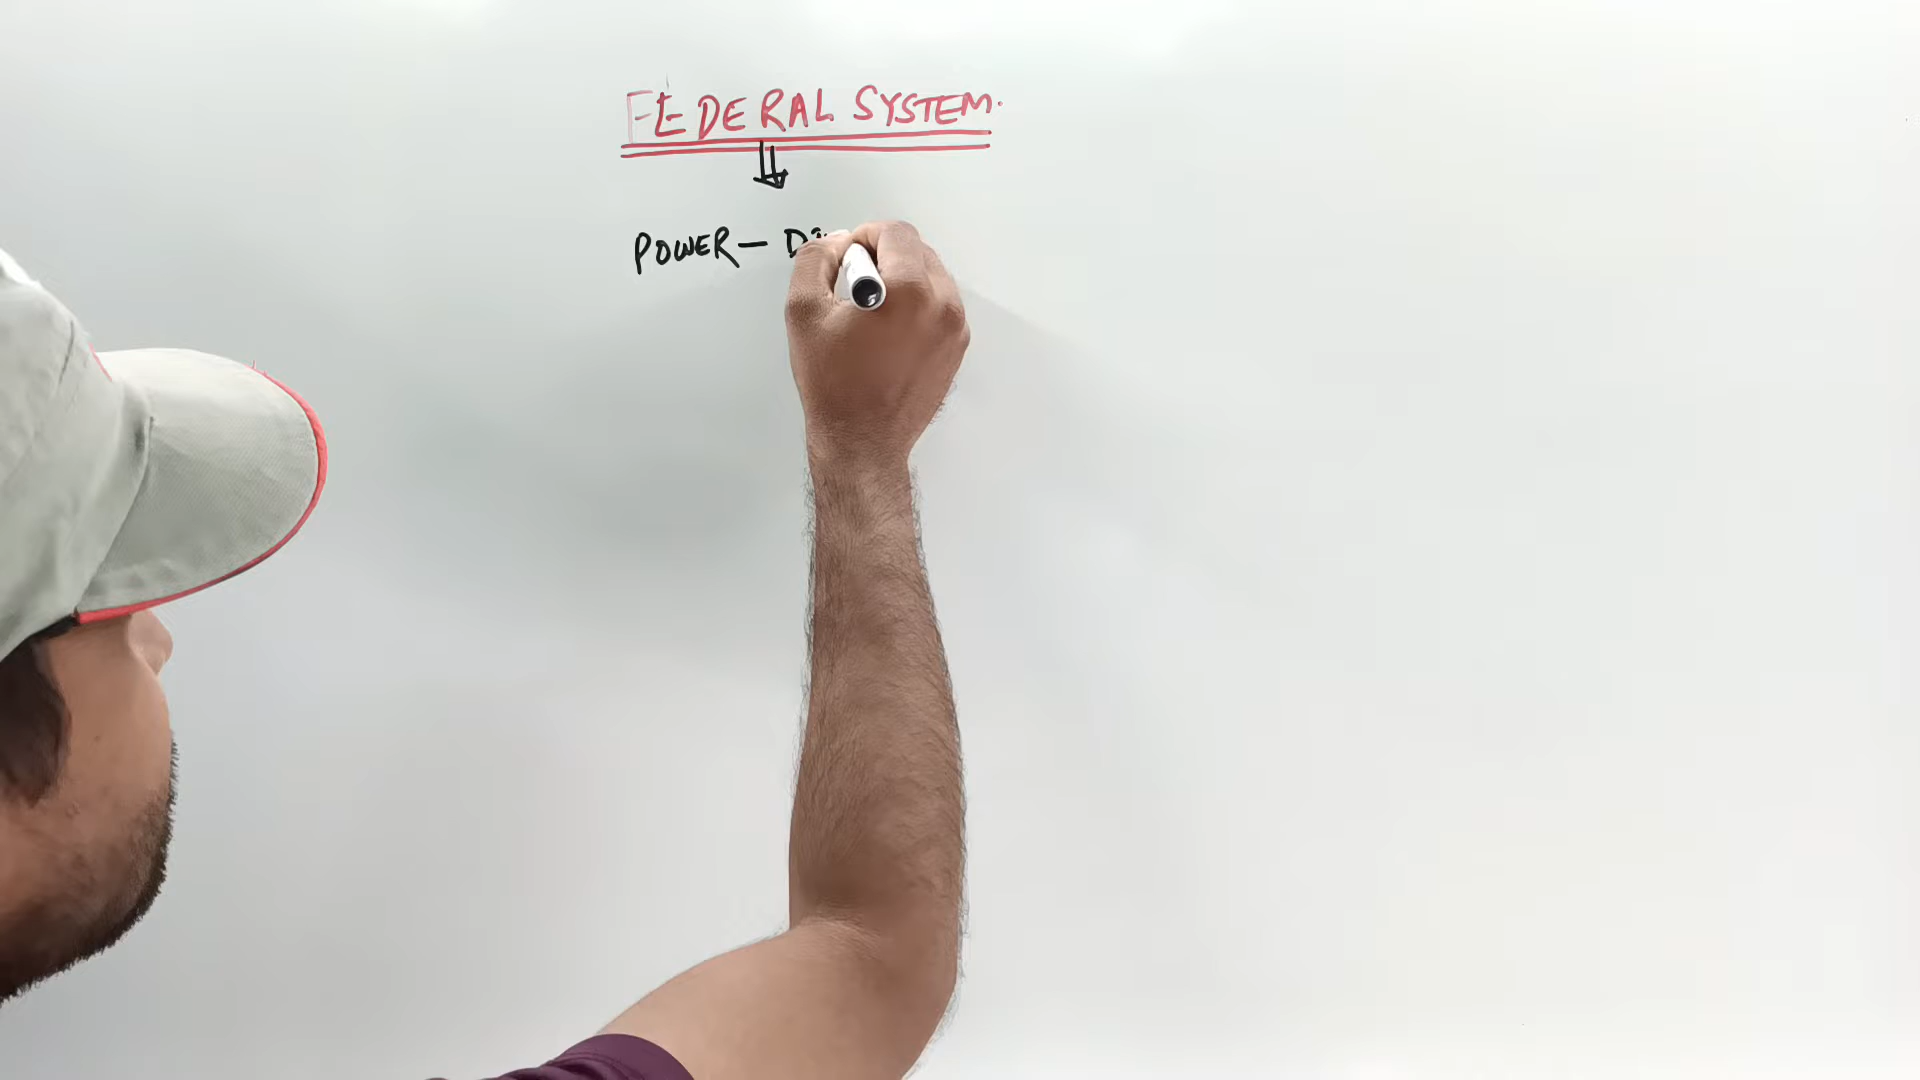 FEDERAL SYSTEM.
POWER —